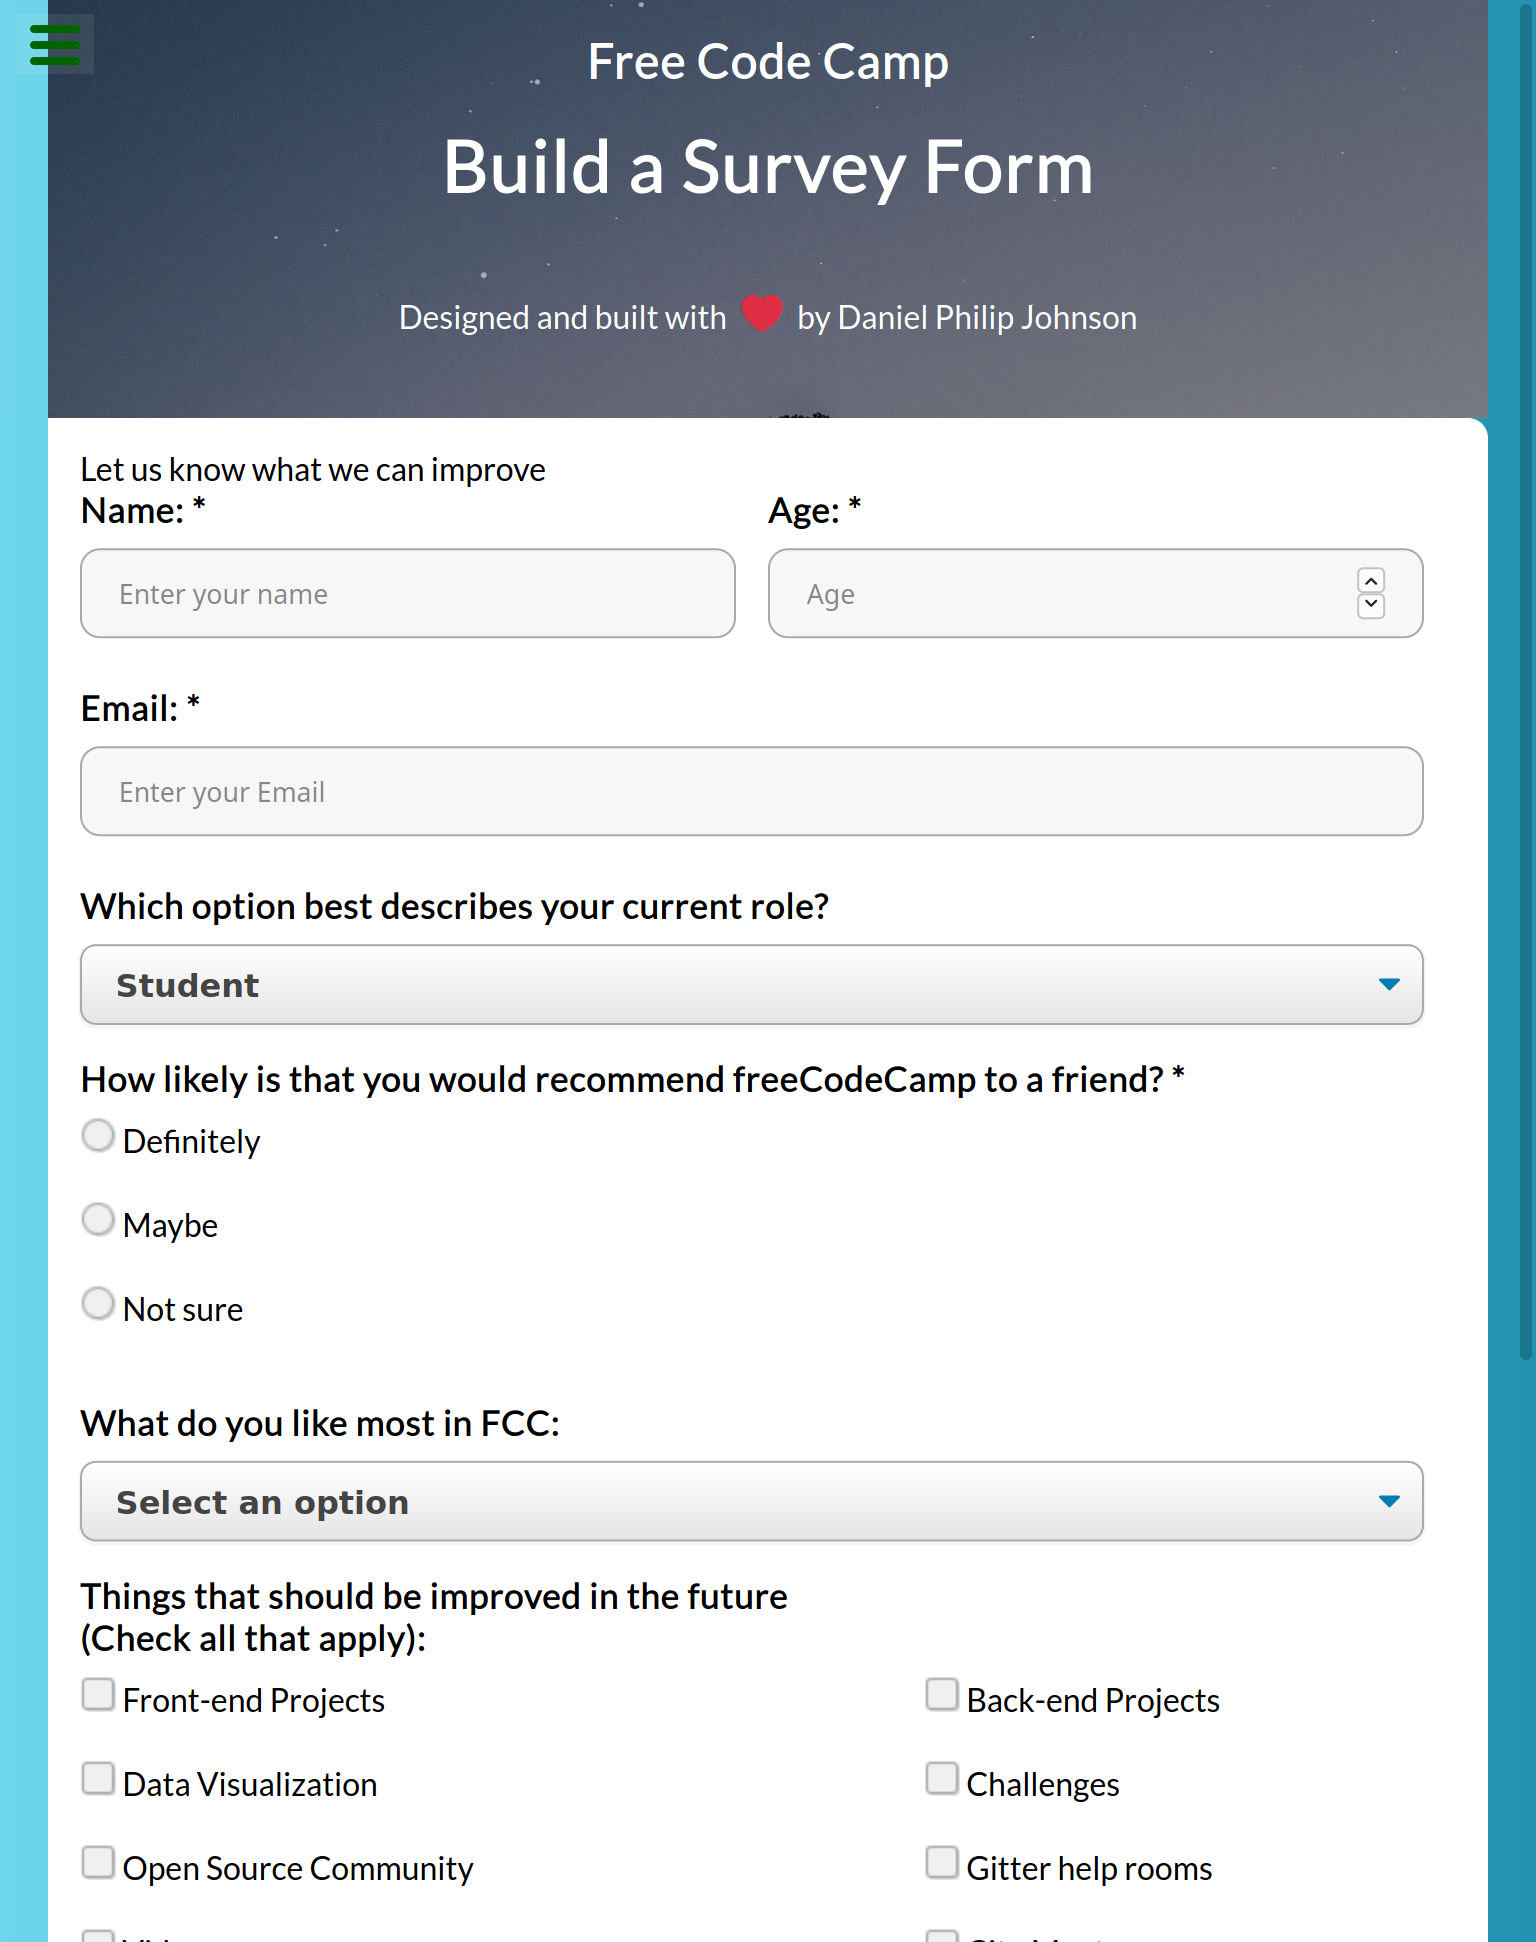 Free Code Camp
Build a Survey Form
Designed and built with ❤ by Daniel Philip Johnson
Let us know what we can improve
Name: *
Age: *
Enter your name
Age
Email: *
Enter your Email
Which option best describes your current role?
Student
How likely is that you would recommend freeCodeCamp to a friend? *
Definitely
Maybe
Not sure
What do you like most in FCC:
Select an option
Things that should be improved in the future
(Check all that apply):
Front-end Projects
Back-end Projects
Data Visualization
Challenges
Open Source Community
Gitter help rooms